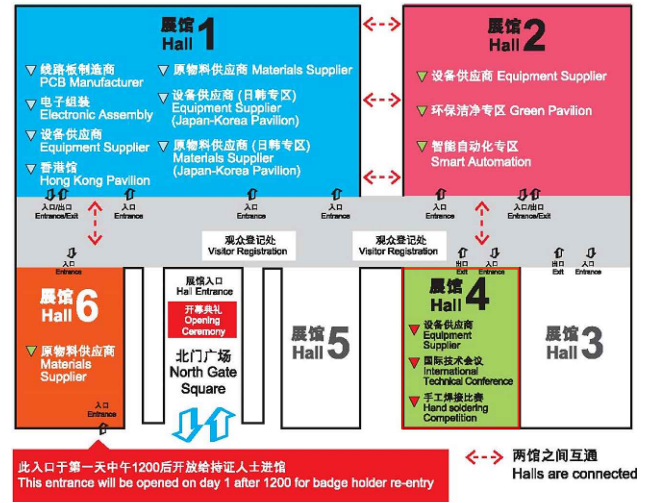 展馆
Hall 1
线路板制造商
PCB Manufacturer
电子组装
Electronic Assembly
设备供应商
Equipment Supplier
香港馆
Hong Kong Pavilion
原物料供应商 Materials Supplier
设备供应商 (日韩专区)
Equipment Supplier
(Japan-Korea Pavilion)
原物料供应商 (日韩专区)
Materials Supplier
(Japan-Korea Pavilion)
展馆
Hall 2
设备供应商 Equipment Supplier
环保洁净专区 Green Pavilion
智能自动化专区
Smart Automation
入口/出口
Entrance/Exit
入口
Entrance
入口
Entrance
入口
Entrance
入口
Entrance
入口/出口
Entrance/Exit
观众登记处
Visitor Registration
观众登记处
Visitor Registration
入口
Entrance
出口
Exit
入口
Entrance
出口
Exit
入口
Entrance
展馆
Hall 6
原物料供应商
Materials
Supplier
入口
Entrance
展馆入口
Hall Entrance
开幕典礼
Opening
Ceremony
北门广场
North Gate
Square
展馆
Hall 5
展馆
Hall 4
设备供应商
Equipment
Supplier
国际技术会议
International
Technical Conference
手工焊接比赛
Hand soldering
Competition
展馆
Hall 3
此入口于第一天中午1200后开放给持证人士进馆
This entrance will be opened on day 1 after 1200 for badge holder re-entry
两馆之间互通
Halls are connected